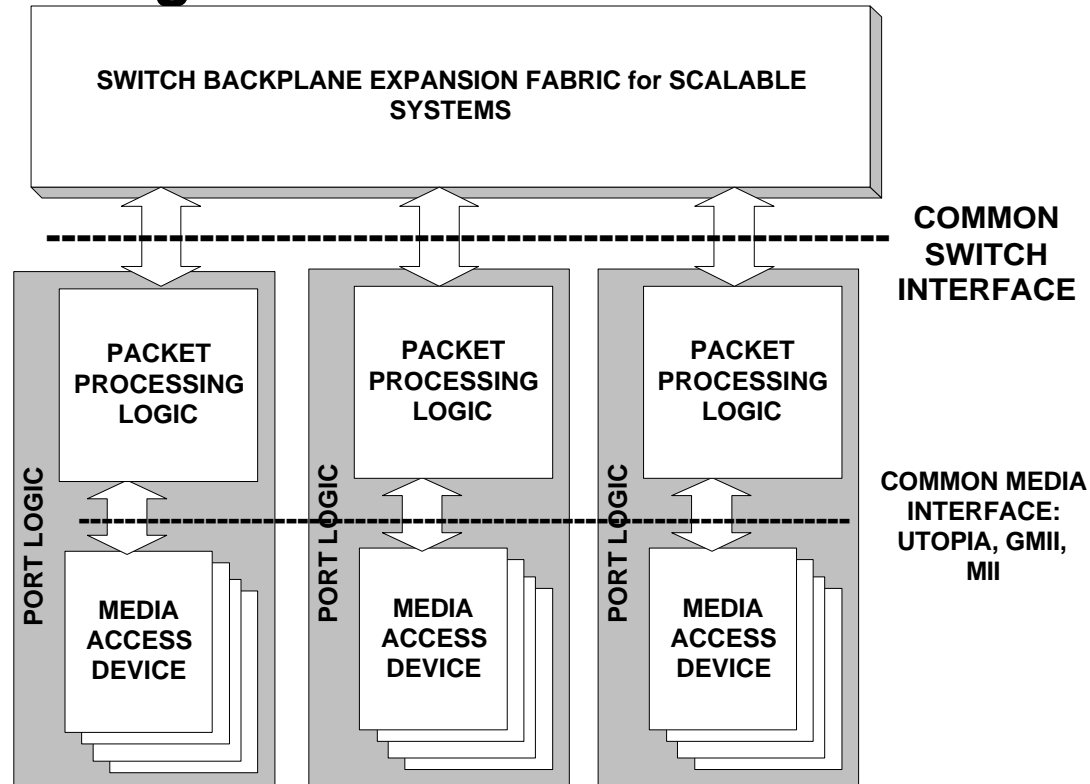 SWITCH BACKPLANE EXPANSION FABRIC for SCALABLE
SYSTEMS
COMMON
SWITCH
INTERFACE
PACKET
PROCESSING
LOGIC
PACKET
PROCESSING
LOGIC
PACKET
PROCESSING
LOGIC
PORT LOGIC
PORT LOGIC
PORT LOGIC
COMMON MEDIA
INTERFACE:
UTOPIA, GMII,
MII
MEDIA
ACCESS
DEVICE
MEDIA
ACCESS
DEVICE
MEDIA
ACCESS
DEVICE